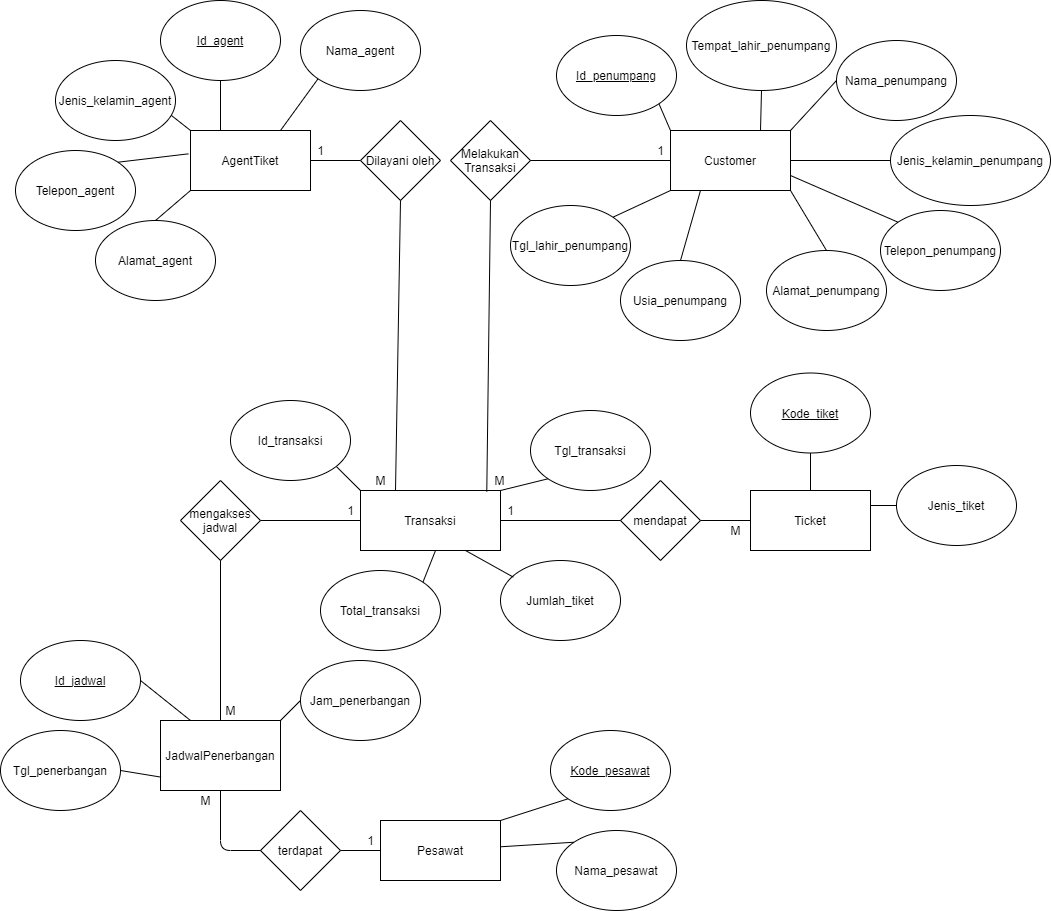 Id_agent
Nama_agent
Jenis_kelamin_agent
Telepon_agent
Alamat_agent
AgentTiket
1
Dilayani oleh
Melakukan
Transaksi
1
Customer
Id_penumpang
Tempat_lahir_penumpang
Nama_penumpang
Jenis_kelamin_penumpang
Telepon_penumpang
Alamat_penumpang
Usia_penumpang
Tgl_lahir_penumpang
M
M
Id_transaksi
Tgl_transaksi
mengakses
jadwal
1
Transaksi
1
mendapat
M
Ticket
Kode_tiket
Jenis_tiket
Total_transaksi
Jumlah_tiket
M
Id_jadwal
Jam_penerbangan
JadwalPenerbangan
Tgl_penerbangan
M
terdapat
1
Pesawat
Kode_pesawat
Nama_pesawat